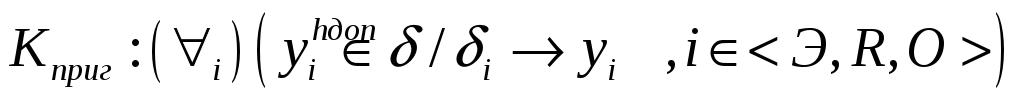 K_приг : (∀_i) ( y_i^{hдоп} ∈ δ / δ_i → y_i , i ∈ < Э, R, O > )